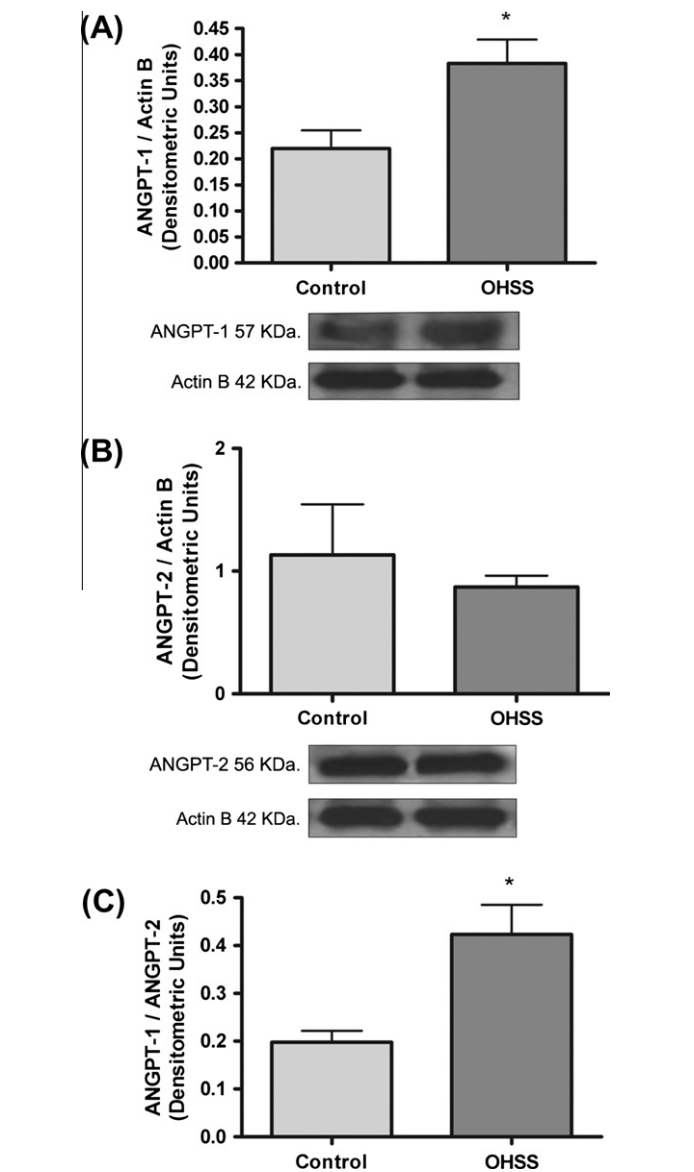 (A)
ANGPT-1 / Actin B
(Densitometric Units)
0.45
0.40
0.35
0.30
0.25
0.20
0.15
0.10
0.05
0.00
*
Control OHSS
ANGPT-1 57 KDa.
Actin B 42 KDa.
(B)
ANGPT-2 / Actin B
(Densitometric Units)
2
1
0
Control OHSS
ANGPT-2 56 KDa.
Actin B 42 KDa.
(C)
ANGPT-1 / ANGPT-2
(Densitometric Units)
0.5
0.4
0.3
0.2
0.1
0.0
*
Control OHSS